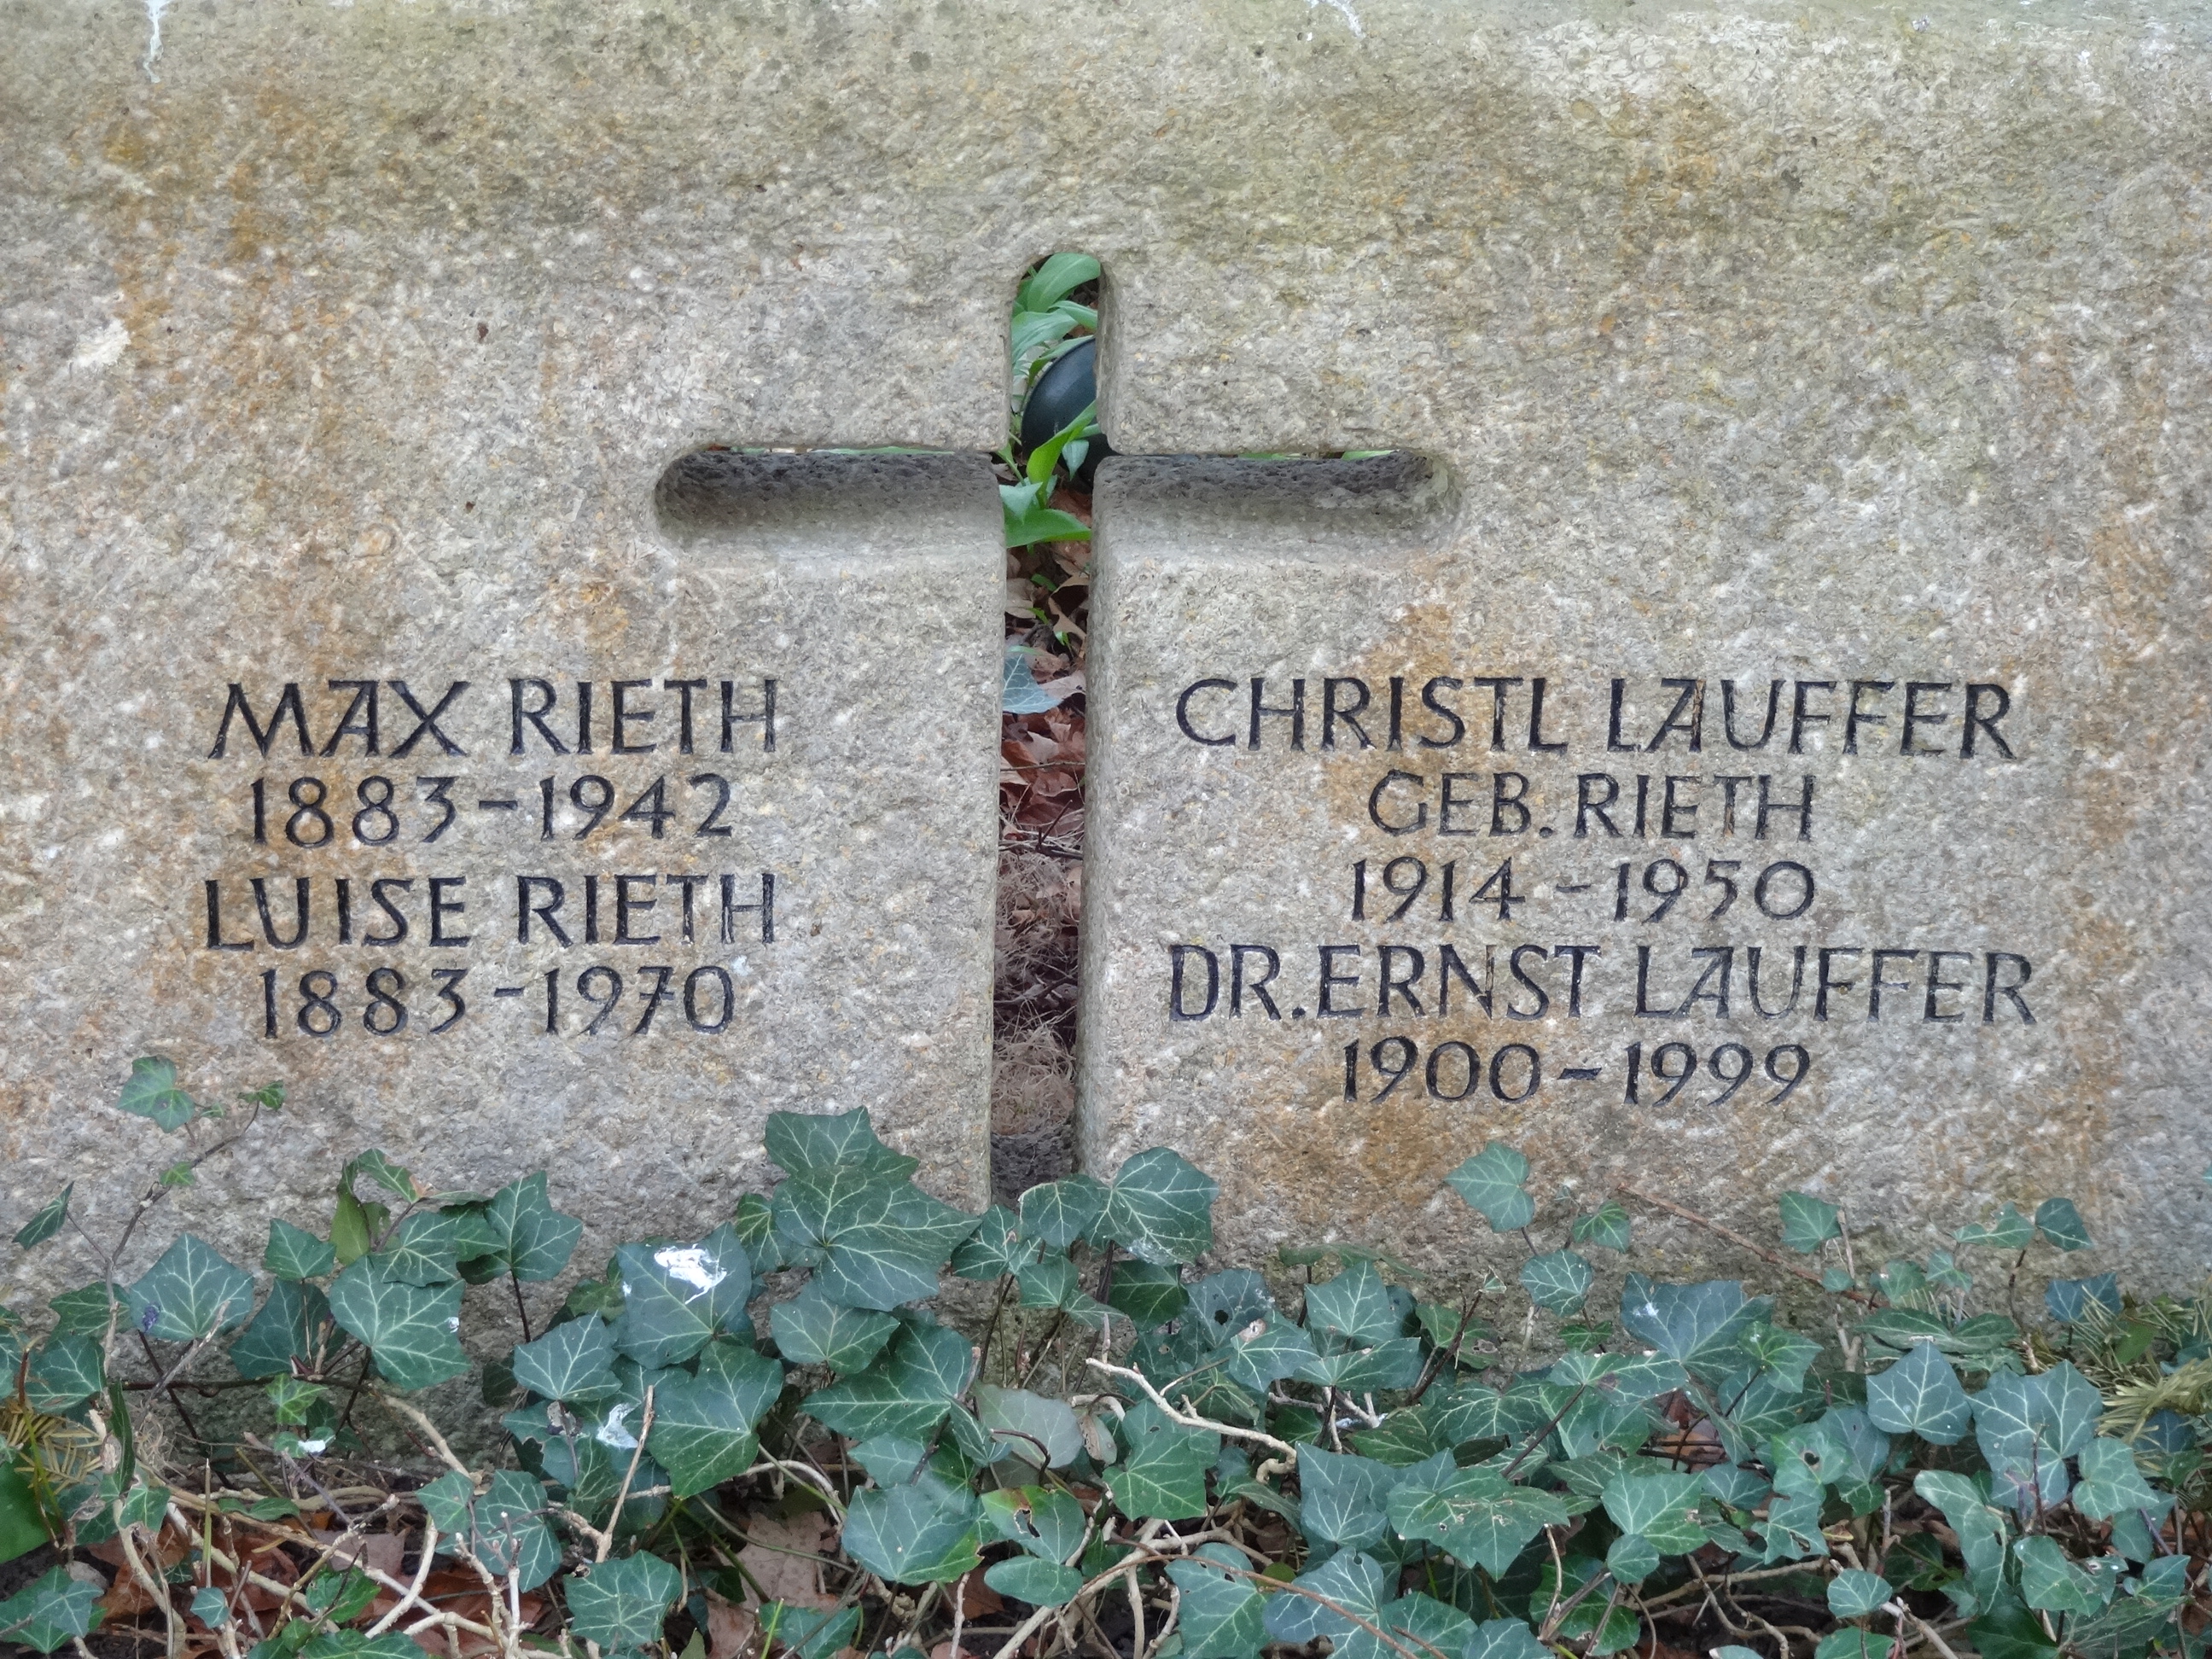 MAX RIETH
1883-1942
LUISE RIETH
1883-1970
CHRISTL LAUFFER
GEB. RIETH
1914-1950
DR. ERNST LAUFFER
1900-1999